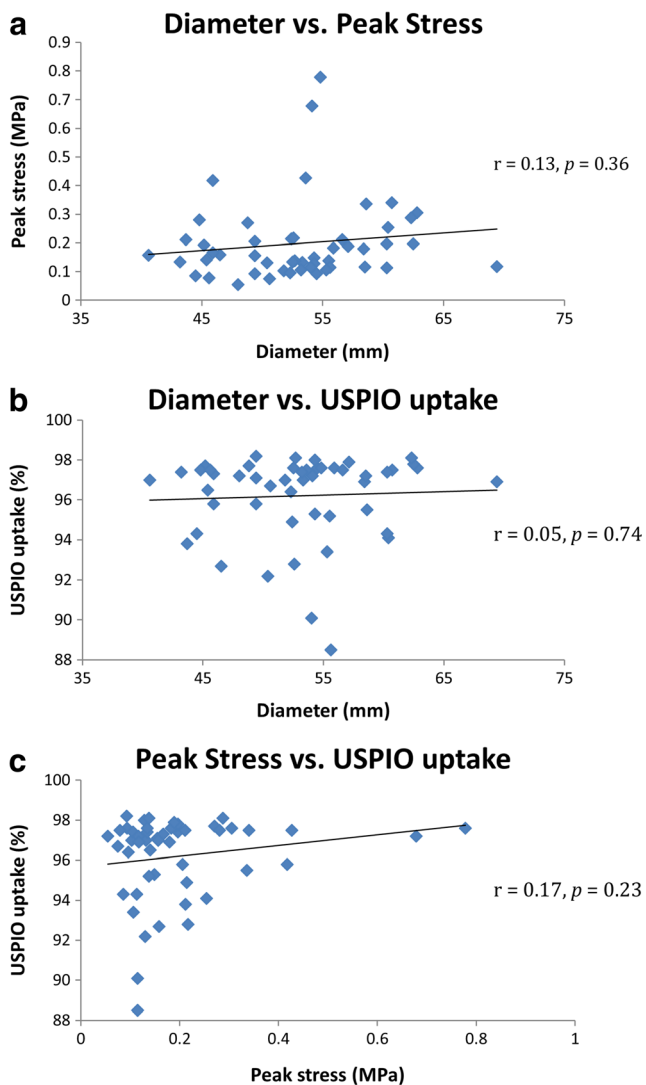 a
Diameter vs. Peak Stress
0.9
0.8
0.7
0.6
0.5
0.4
0.3
0.2
0.1
0
Peak stress (MPa)
r = 0.13, p = 0.36
35 45 55 65 75
Diameter (mm)
b
Diameter vs. USPIO uptake
100
98
96
94
92
90
88
USPIO uptake (%)
r = 0.05, p = 0.74
35 45 55 65 75
Diameter (mm)
c
Peak Stress vs. USPIO uptake
100
98
96
94
92
90
88
USPIO uptake (%)
r = 0.17, p = 0.23
0 0.2 0.4 0.6 0.8 1
Peak stress (MPa)